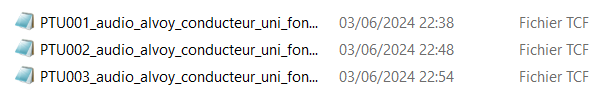 PTU001_audio_alvoy_conducteur_uni_fon... 03/06/2024 22:38 Fichier TCF
PTU002_audio_alvoy_conducteur_uni_fon... 03/06/2024 22:48 Fichier TCF
PTU003_audio_alvoy_conducteur_uni_fon... 03/06/2024 22:54 Fichier TCF